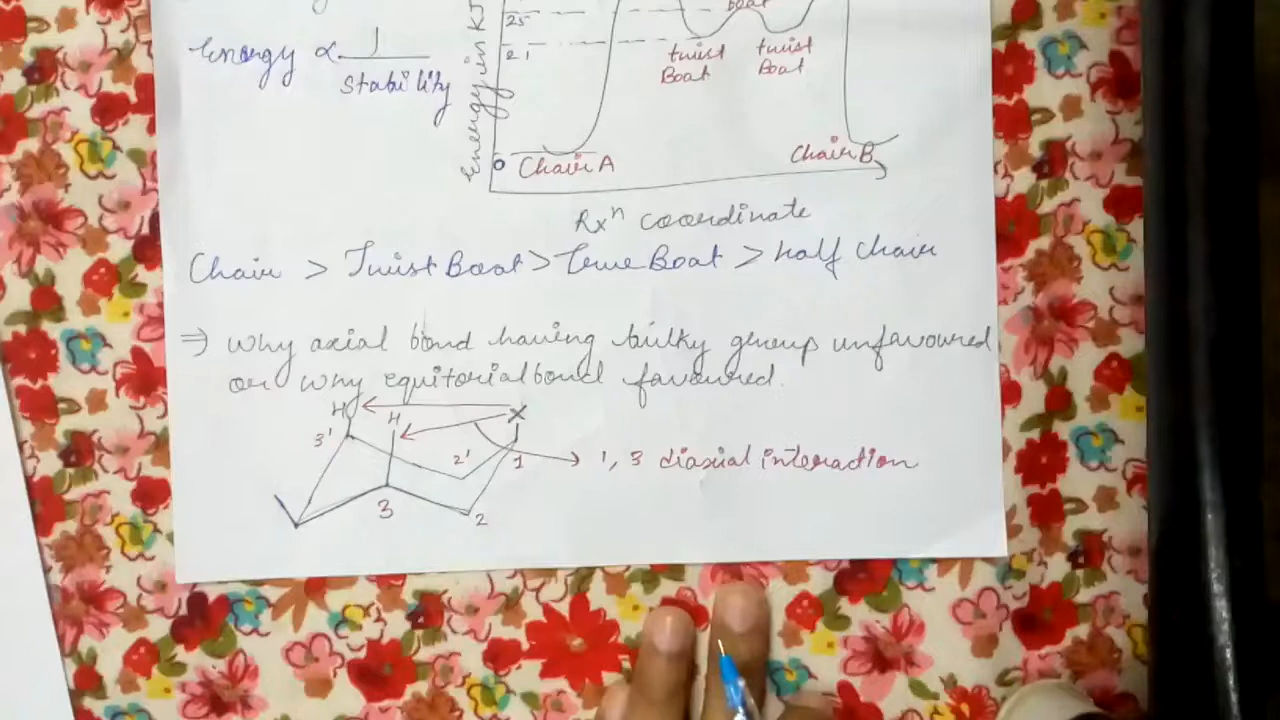 Energy ∝ 1
stability
Energy in KJ
25
21
0
boat
twist
Boat
twist
Boat
Chair A
Chair B
Rxⁿ coordinate
Chair > Twist Boat > True Boat > half chair
⇒ why axial bond having bulky group unfavoured
or why equitorial bond favoured.
H H X
3' 2' 1 → 1, 3 diaxial interaction
3 2